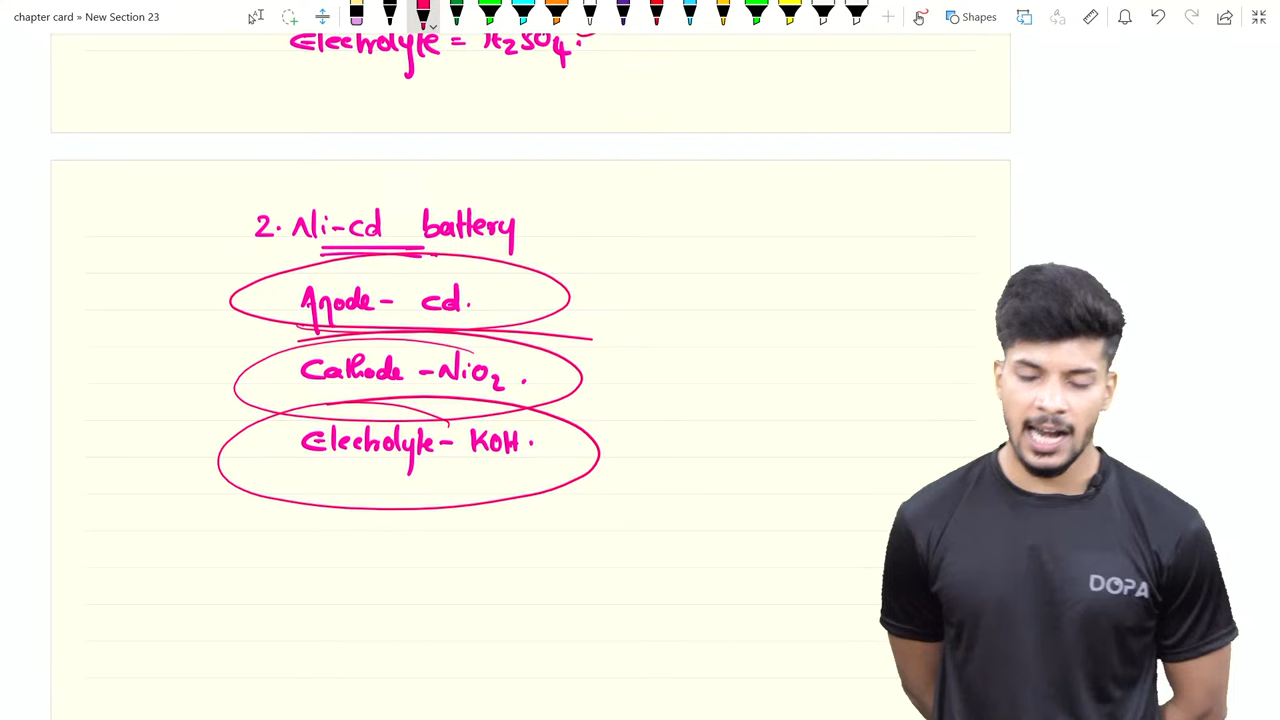 chapter card » New Section 23
Shapes
Electrolyte = H2SO4.
2. Ni-cd battery
Anode - cd.
Cathode - NiO2.
Electrolyte - KOH.
DOPA